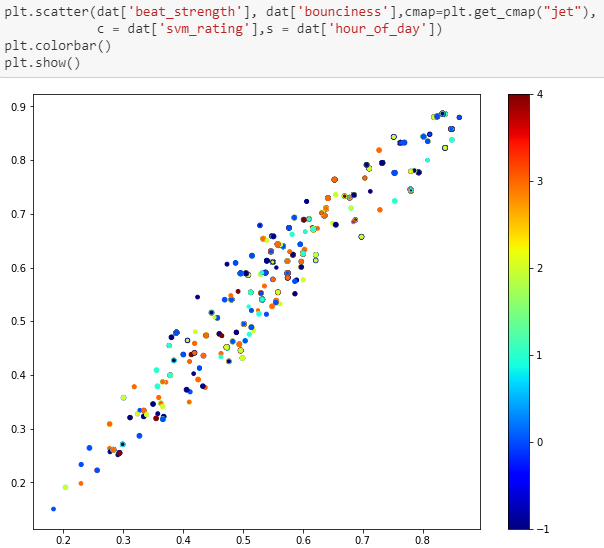 plt.scatter(dat['beat_strength'], dat['bounciness'],cmap=plt.get_cmap("jet"),
c = dat['svm_rating'],s = dat['hour_of_day'])
plt.colorbar()
plt.show()
0.9
0.8
0.7
0.6
0.5
0.4
0.3
0.2
0.2 0.3 0.4 0.5 0.6 0.7 0.8
4
3
2
1
0
−1